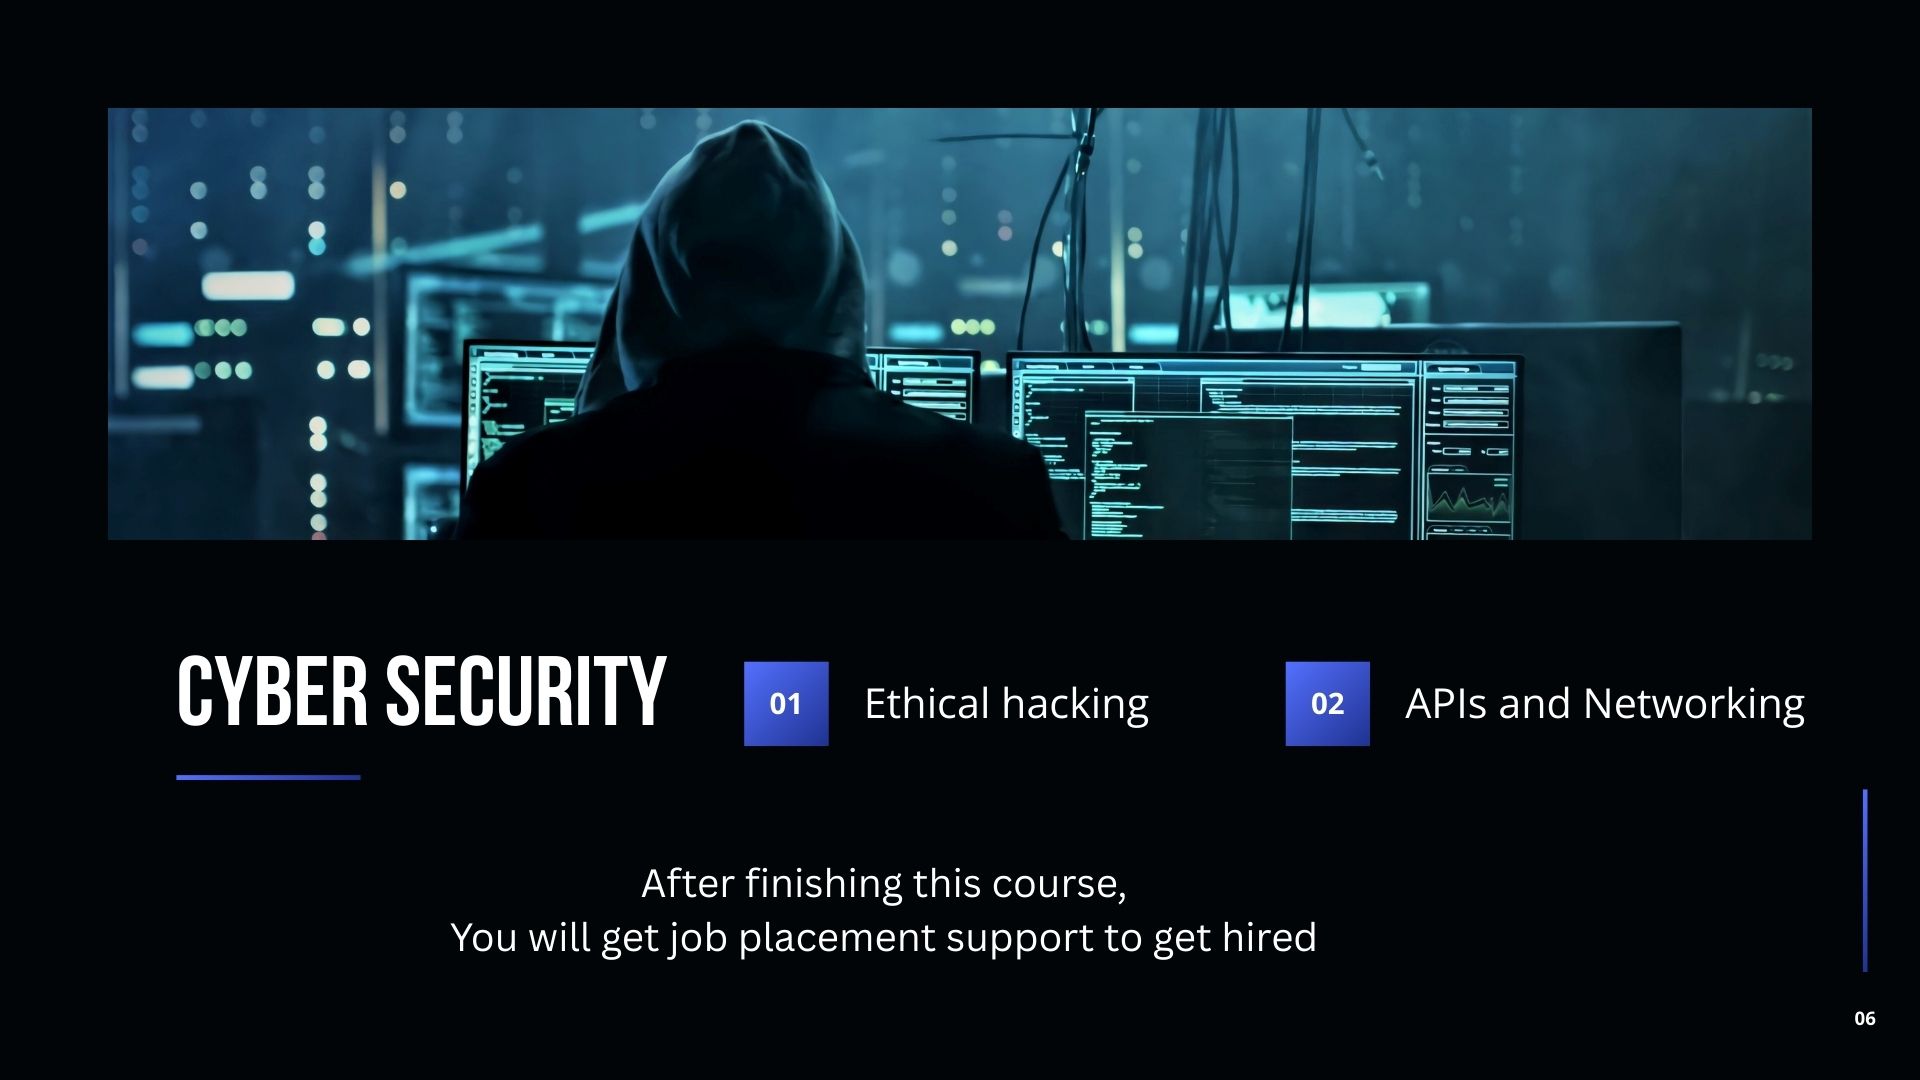 CYBER SECURITY
01
Ethical hacking
02
APIs and Networking
After finishing this course,
You will get job placement support to get hired
06